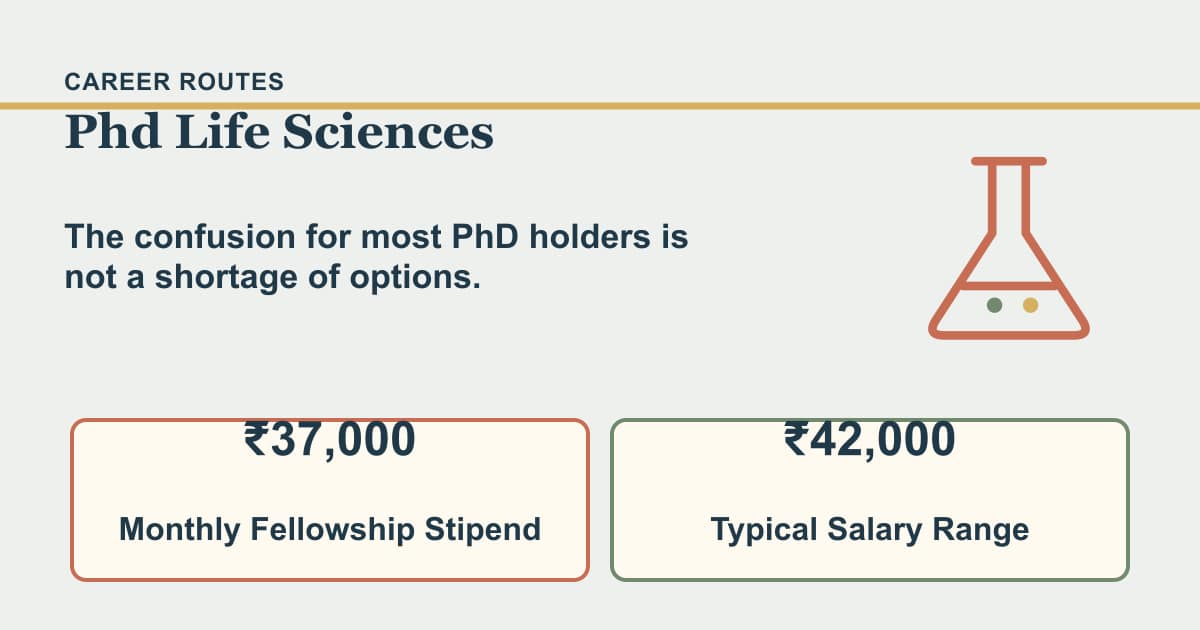 CAREER ROUTES
Phd Life Sciences
The confusion for most PhD holders is
not a shortage of options.
₹37,000
Monthly Fellowship Stipend
₹42,000
Typical Salary Range